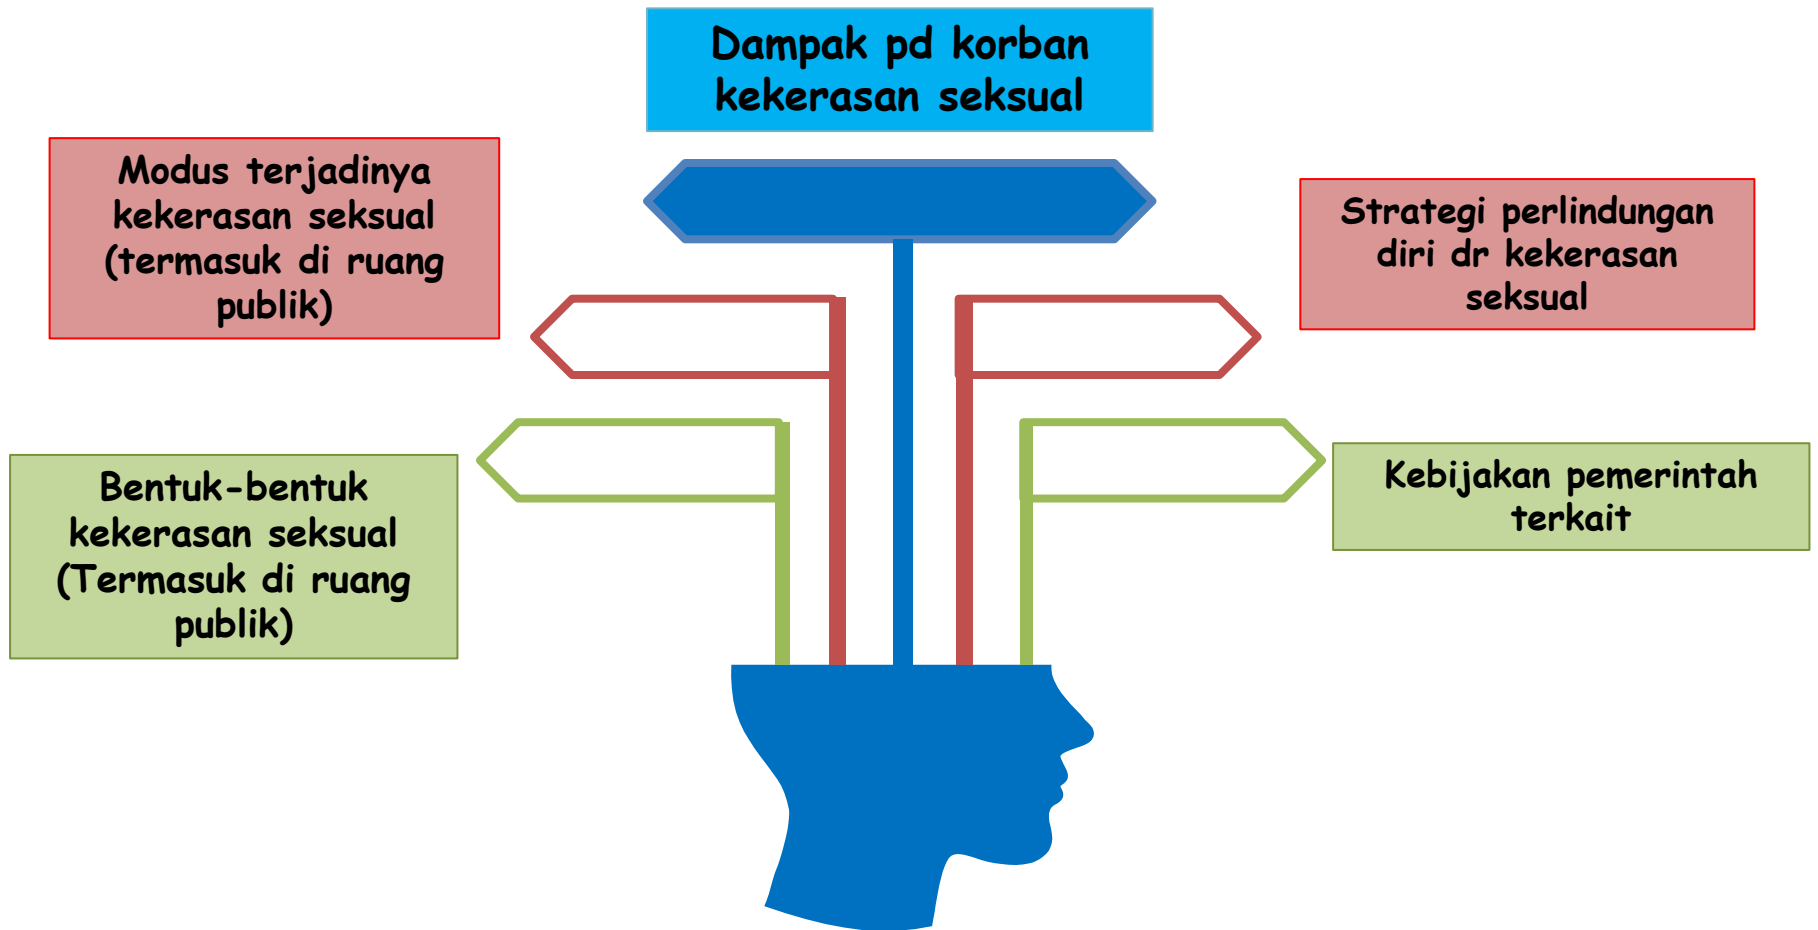 Dampak pd korban
kekerasan seksual
Modus terjadinya
kekerasan seksual
(termasuk di ruang
publik)
Strategi perlindungan
diri dr kekerasan
seksual
Bentuk-bentuk
kekerasan seksual
(Termasuk di ruang
publik)
Kebijakan pemerintah
terkait